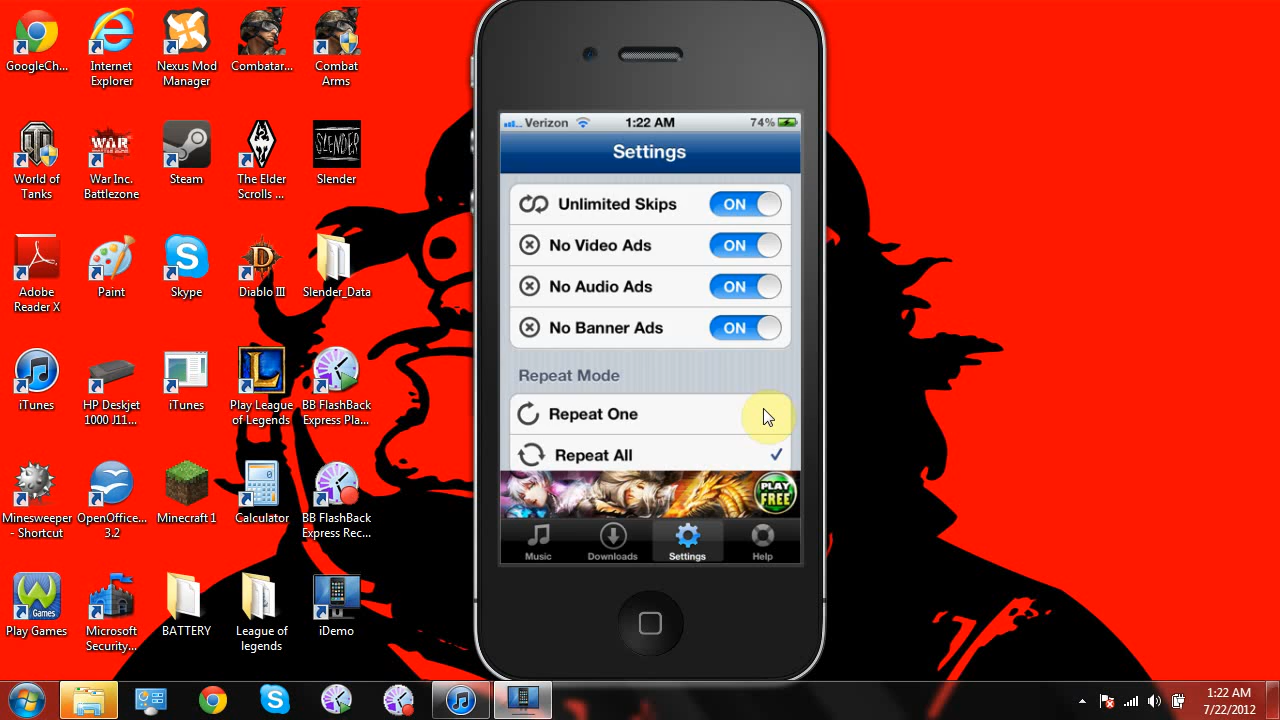 GoogleCh...
Internet
Explorer
Nexus Mod
Manager
Combatar...
Combat
Arms
World of
Tanks
WAR
War Inc.
Battlezone
Steam
The Elder
Scrolls ...
SLENDER
Slender
Adobe
Reader X
Paint
Skype
Diablo III
Slender_Data
iTunes
HP Deskjet
1000 J11...
iTunes
Play League
of Legends
BB FlashBack
Express Pla...
Minesweeper
- Shortcut
OpenOffice...
3.2
Minecraft 1
Calculator
BB FlashBack
Express Rec...
Games
Play Games
Microsoft
Security...
BATTERY
League of
legends
iDemo
Verizon 1:22 AM 74%
Settings
Unlimited Skips ON
No Video Ads ON
No Audio Ads ON
No Banner Ads ON
Repeat Mode
Repeat One
Repeat All
PLAY
FREE
Music Downloads Settings Help
1:22 AM
7/22/2012